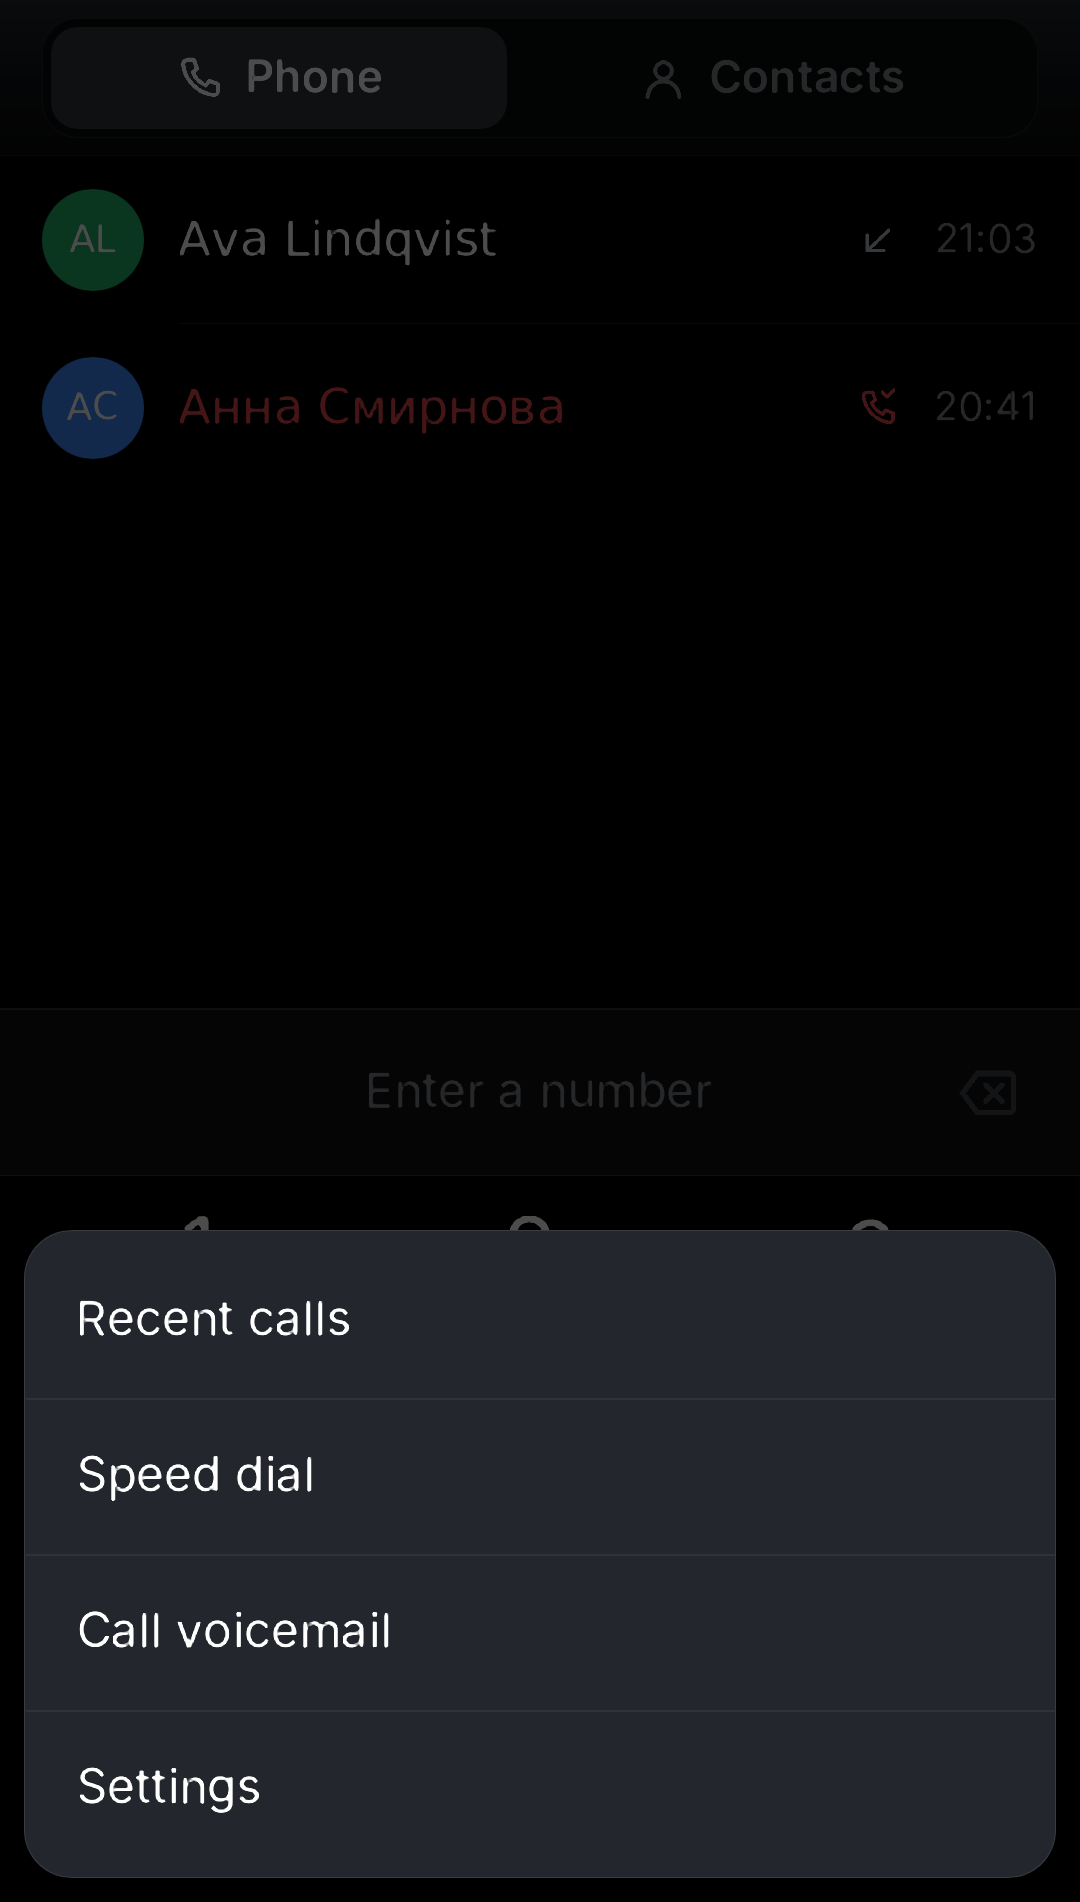 Phone
Contacts
AL
Ava Lindqvist
21:03
АС
Анна Смирнова
20:41
Enter a number
Recent calls
Speed dial
Call voicemail
Settings